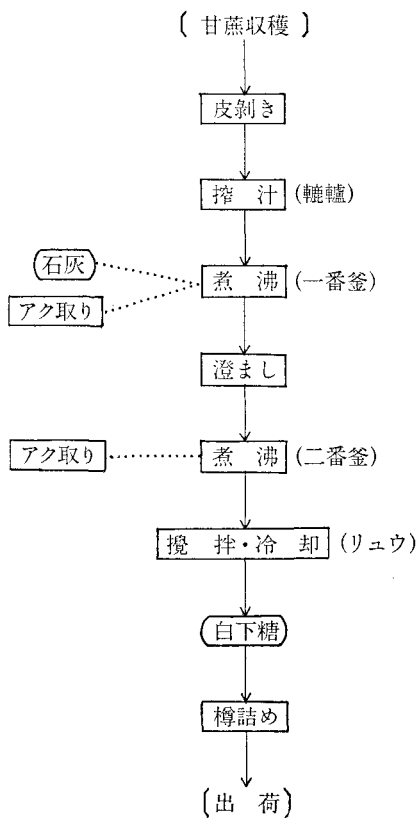 〔 甘蔗収穫 〕
皮剥き
搾 汁 (轆轤)
石灰
煮 沸 (一番釜)
アク取り
澄まし
アク取り 煮 沸 (二番釜)
攪 拌・冷 却 (リュウ)
白下糖
樽詰め
〔出 荷〕